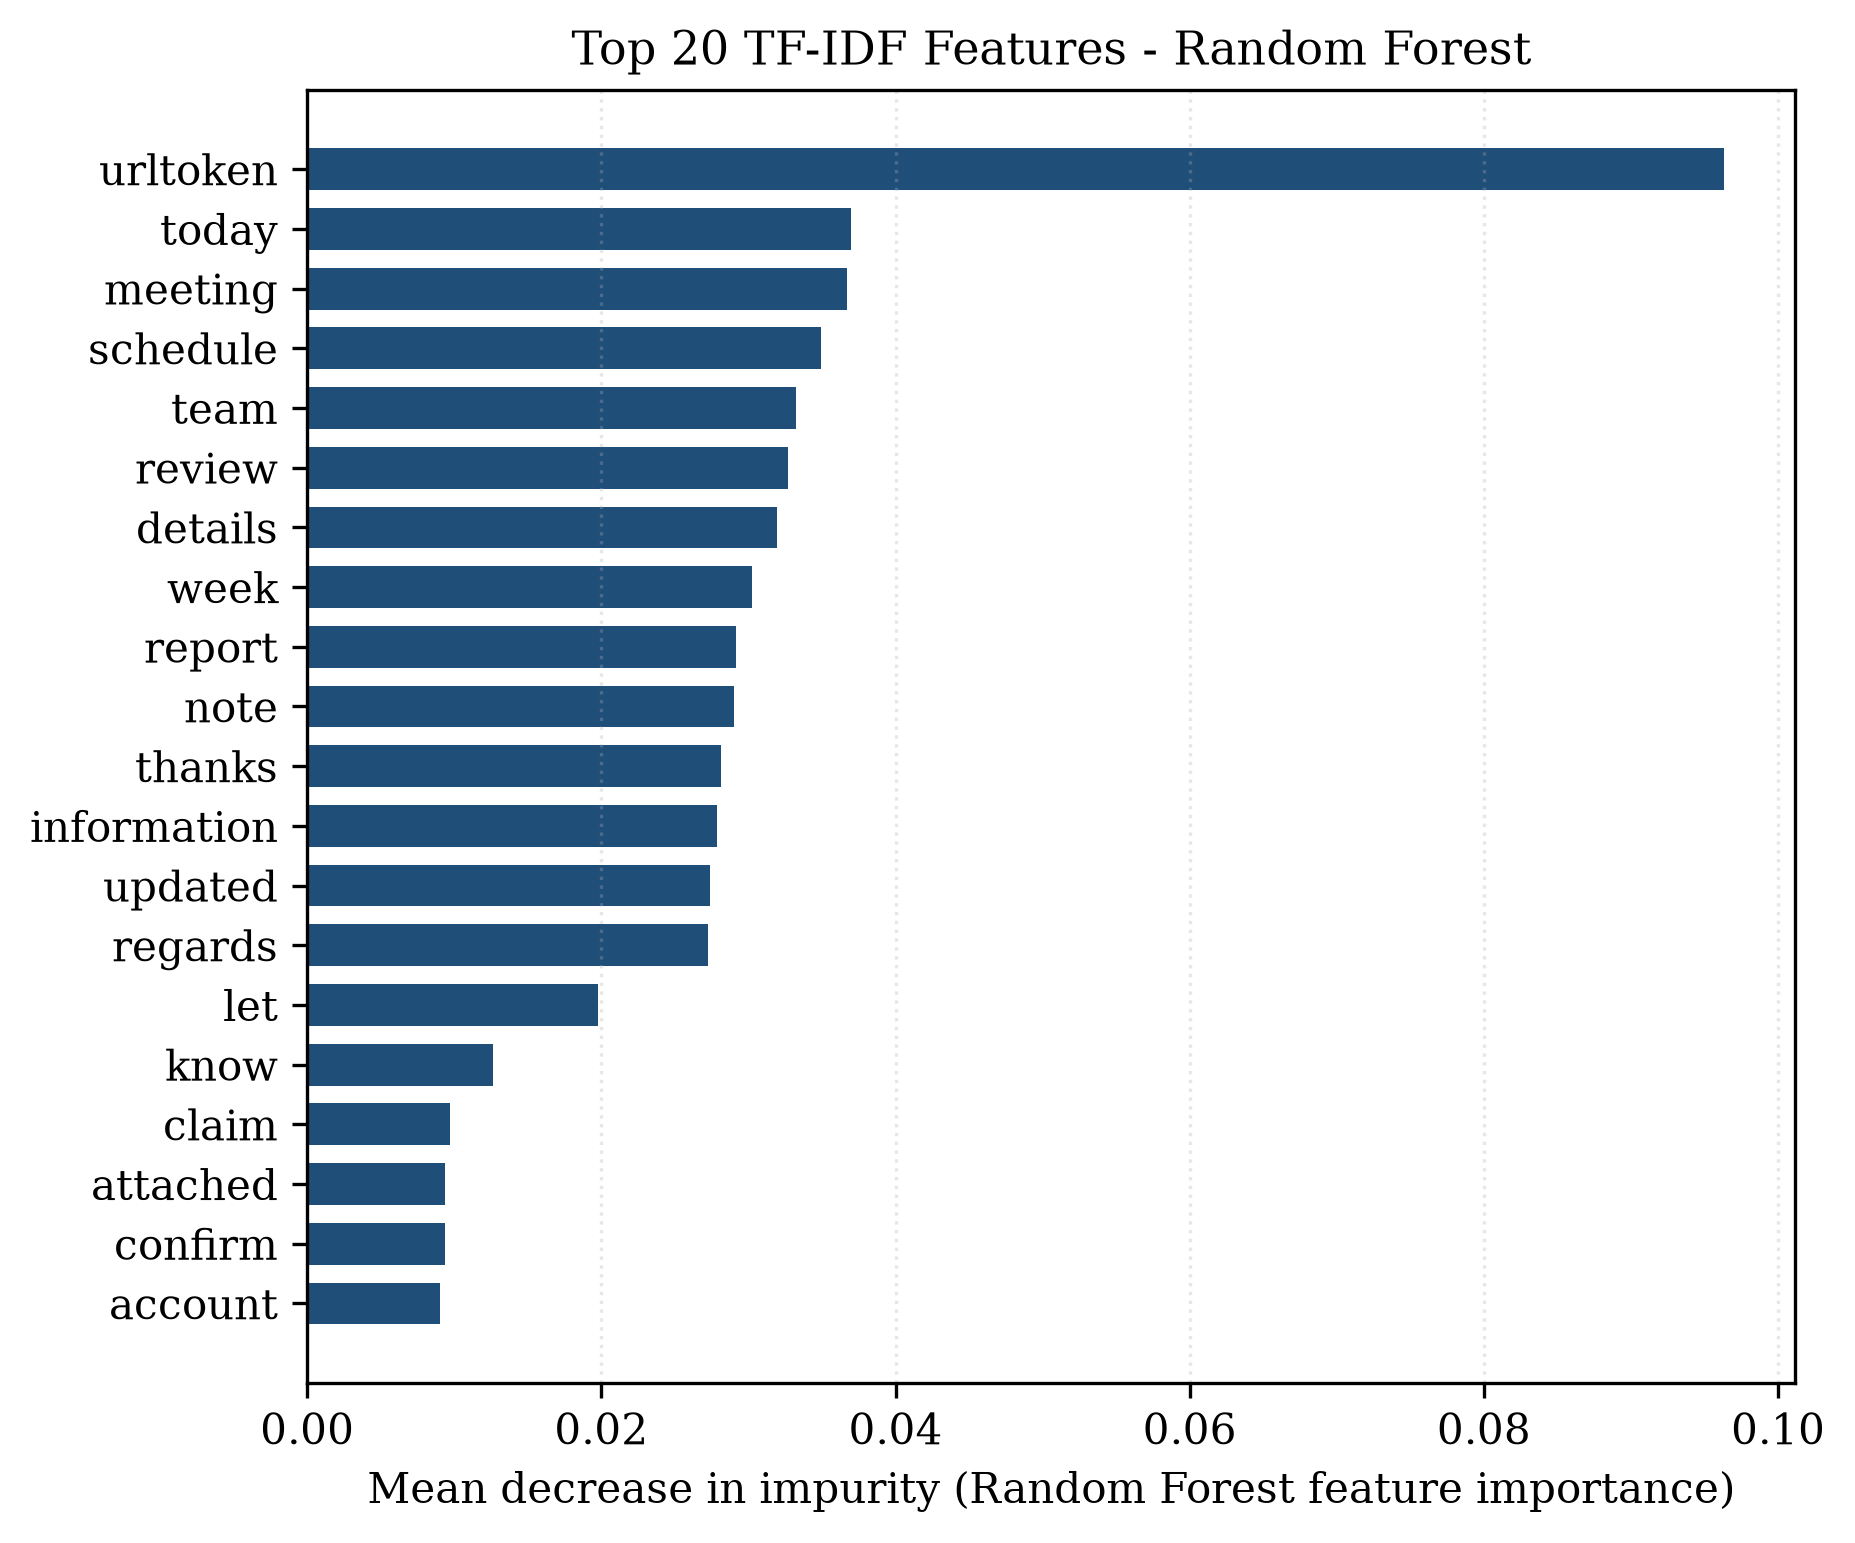 Top 20 TF-IDF Features - Random Forest
urltoken
today
meeting
schedule
team
review
details
week
report
note
thanks
information
updated
regards
let
know
claim
attached
confirm
account
0.00 0.02 0.04 0.06 0.08 0.10
Mean decrease in impurity (Random Forest feature importance)